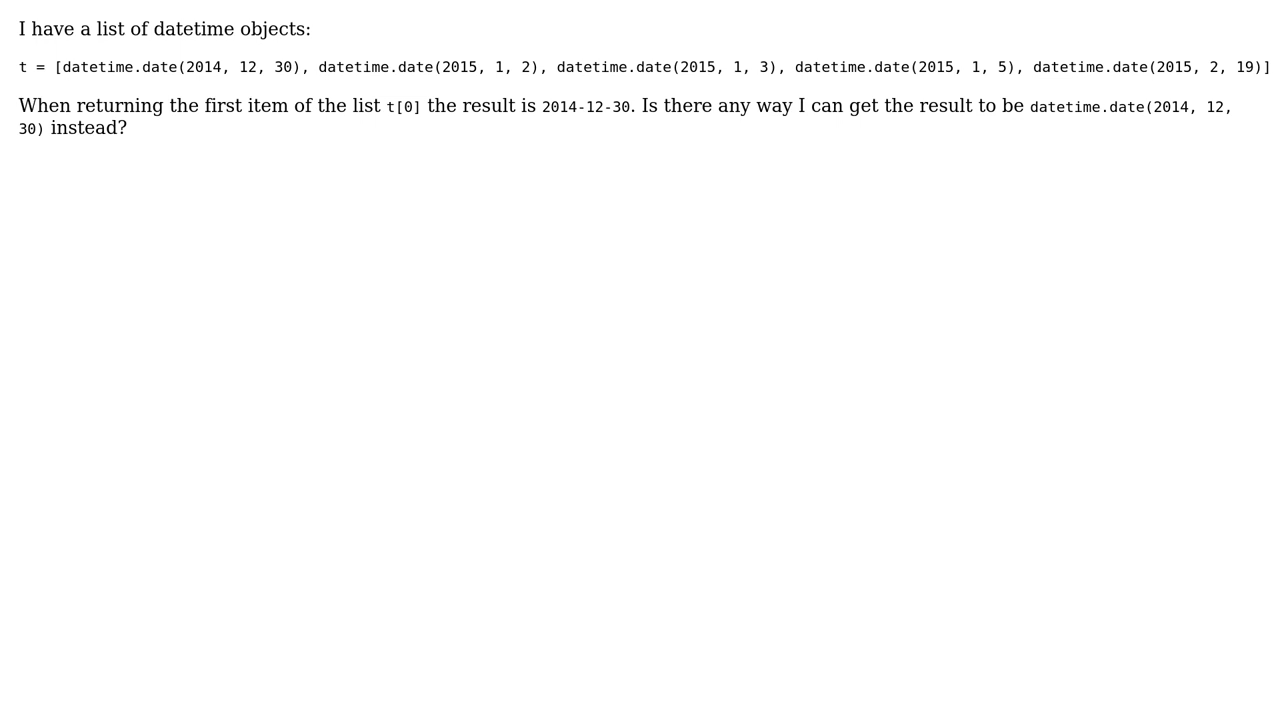 I have a list of datetime objects:
t = [datetime.date(2014, 12, 30), datetime.date(2015, 1, 2), datetime.date(2015, 1, 3), datetime.date(2015, 1, 5), datetime.date(2015, 2, 19)]
When returning the first item of the list t[0] the result is 2014-12-30. Is there any way I can get the result to be datetime.date(2014, 12,
30) instead?